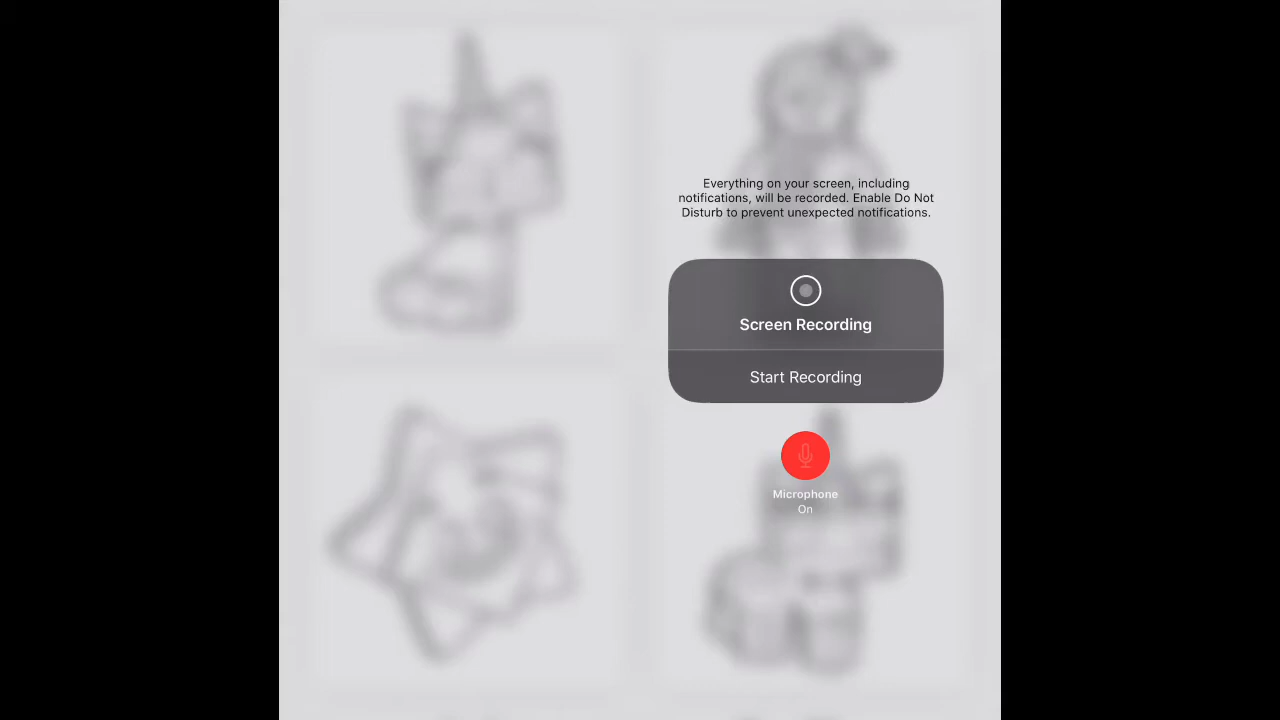 Everything on your screen, including
notifications, will be recorded. Enable Do Not
Disturb to prevent unexpected notifications.
Screen Recording
Start Recording
Microphone
On